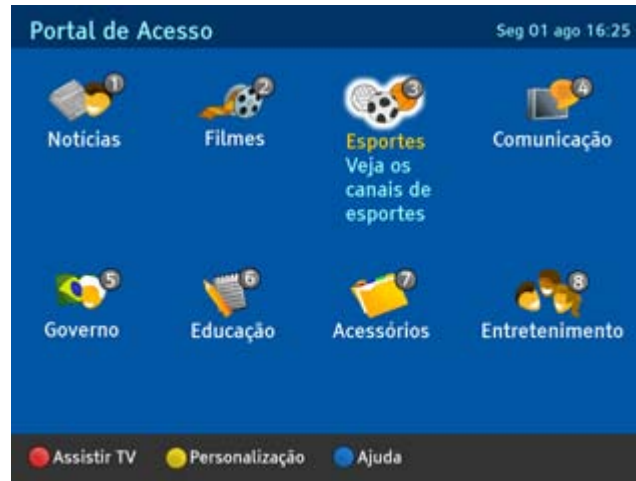 Portal de Acesso
Seg 01 ago 16:25
1
2
3
4
Notícias
Filmes
Esportes
Comunicação
Veja os
canais de
esportes
5
6
7
8
Governo
Educação
Acessórios
Entretenimento
Assistir TV
Personalização
Ajuda